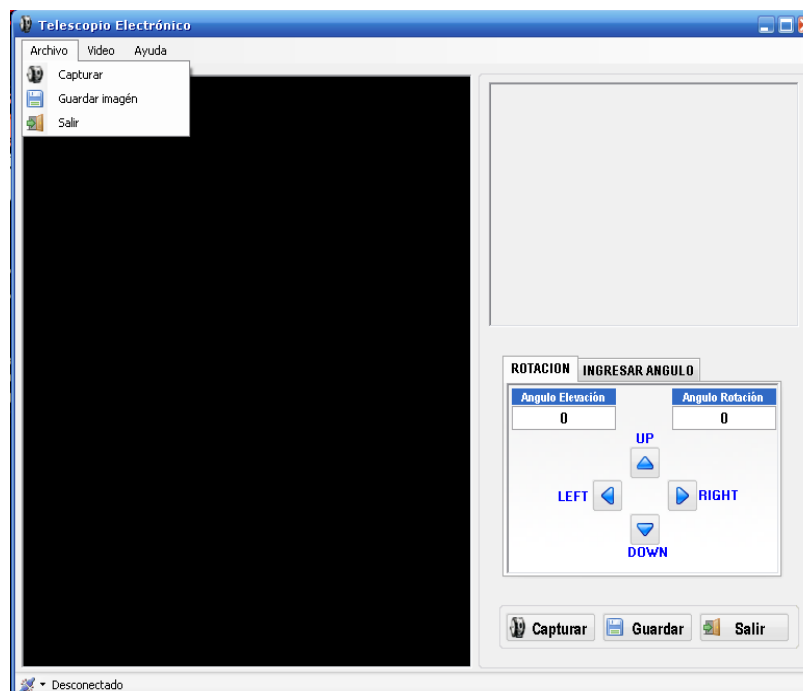 Telescopio Electrónico
Archivo Video Ayuda
Capturar
Guardar imagén
Salir
ROTACION INGRESAR ANGULO
Angulo Elevación Angulo Rotación
0 0
UP
LEFT RIGHT
DOWN
Capturar Guardar Salir
Desconectado